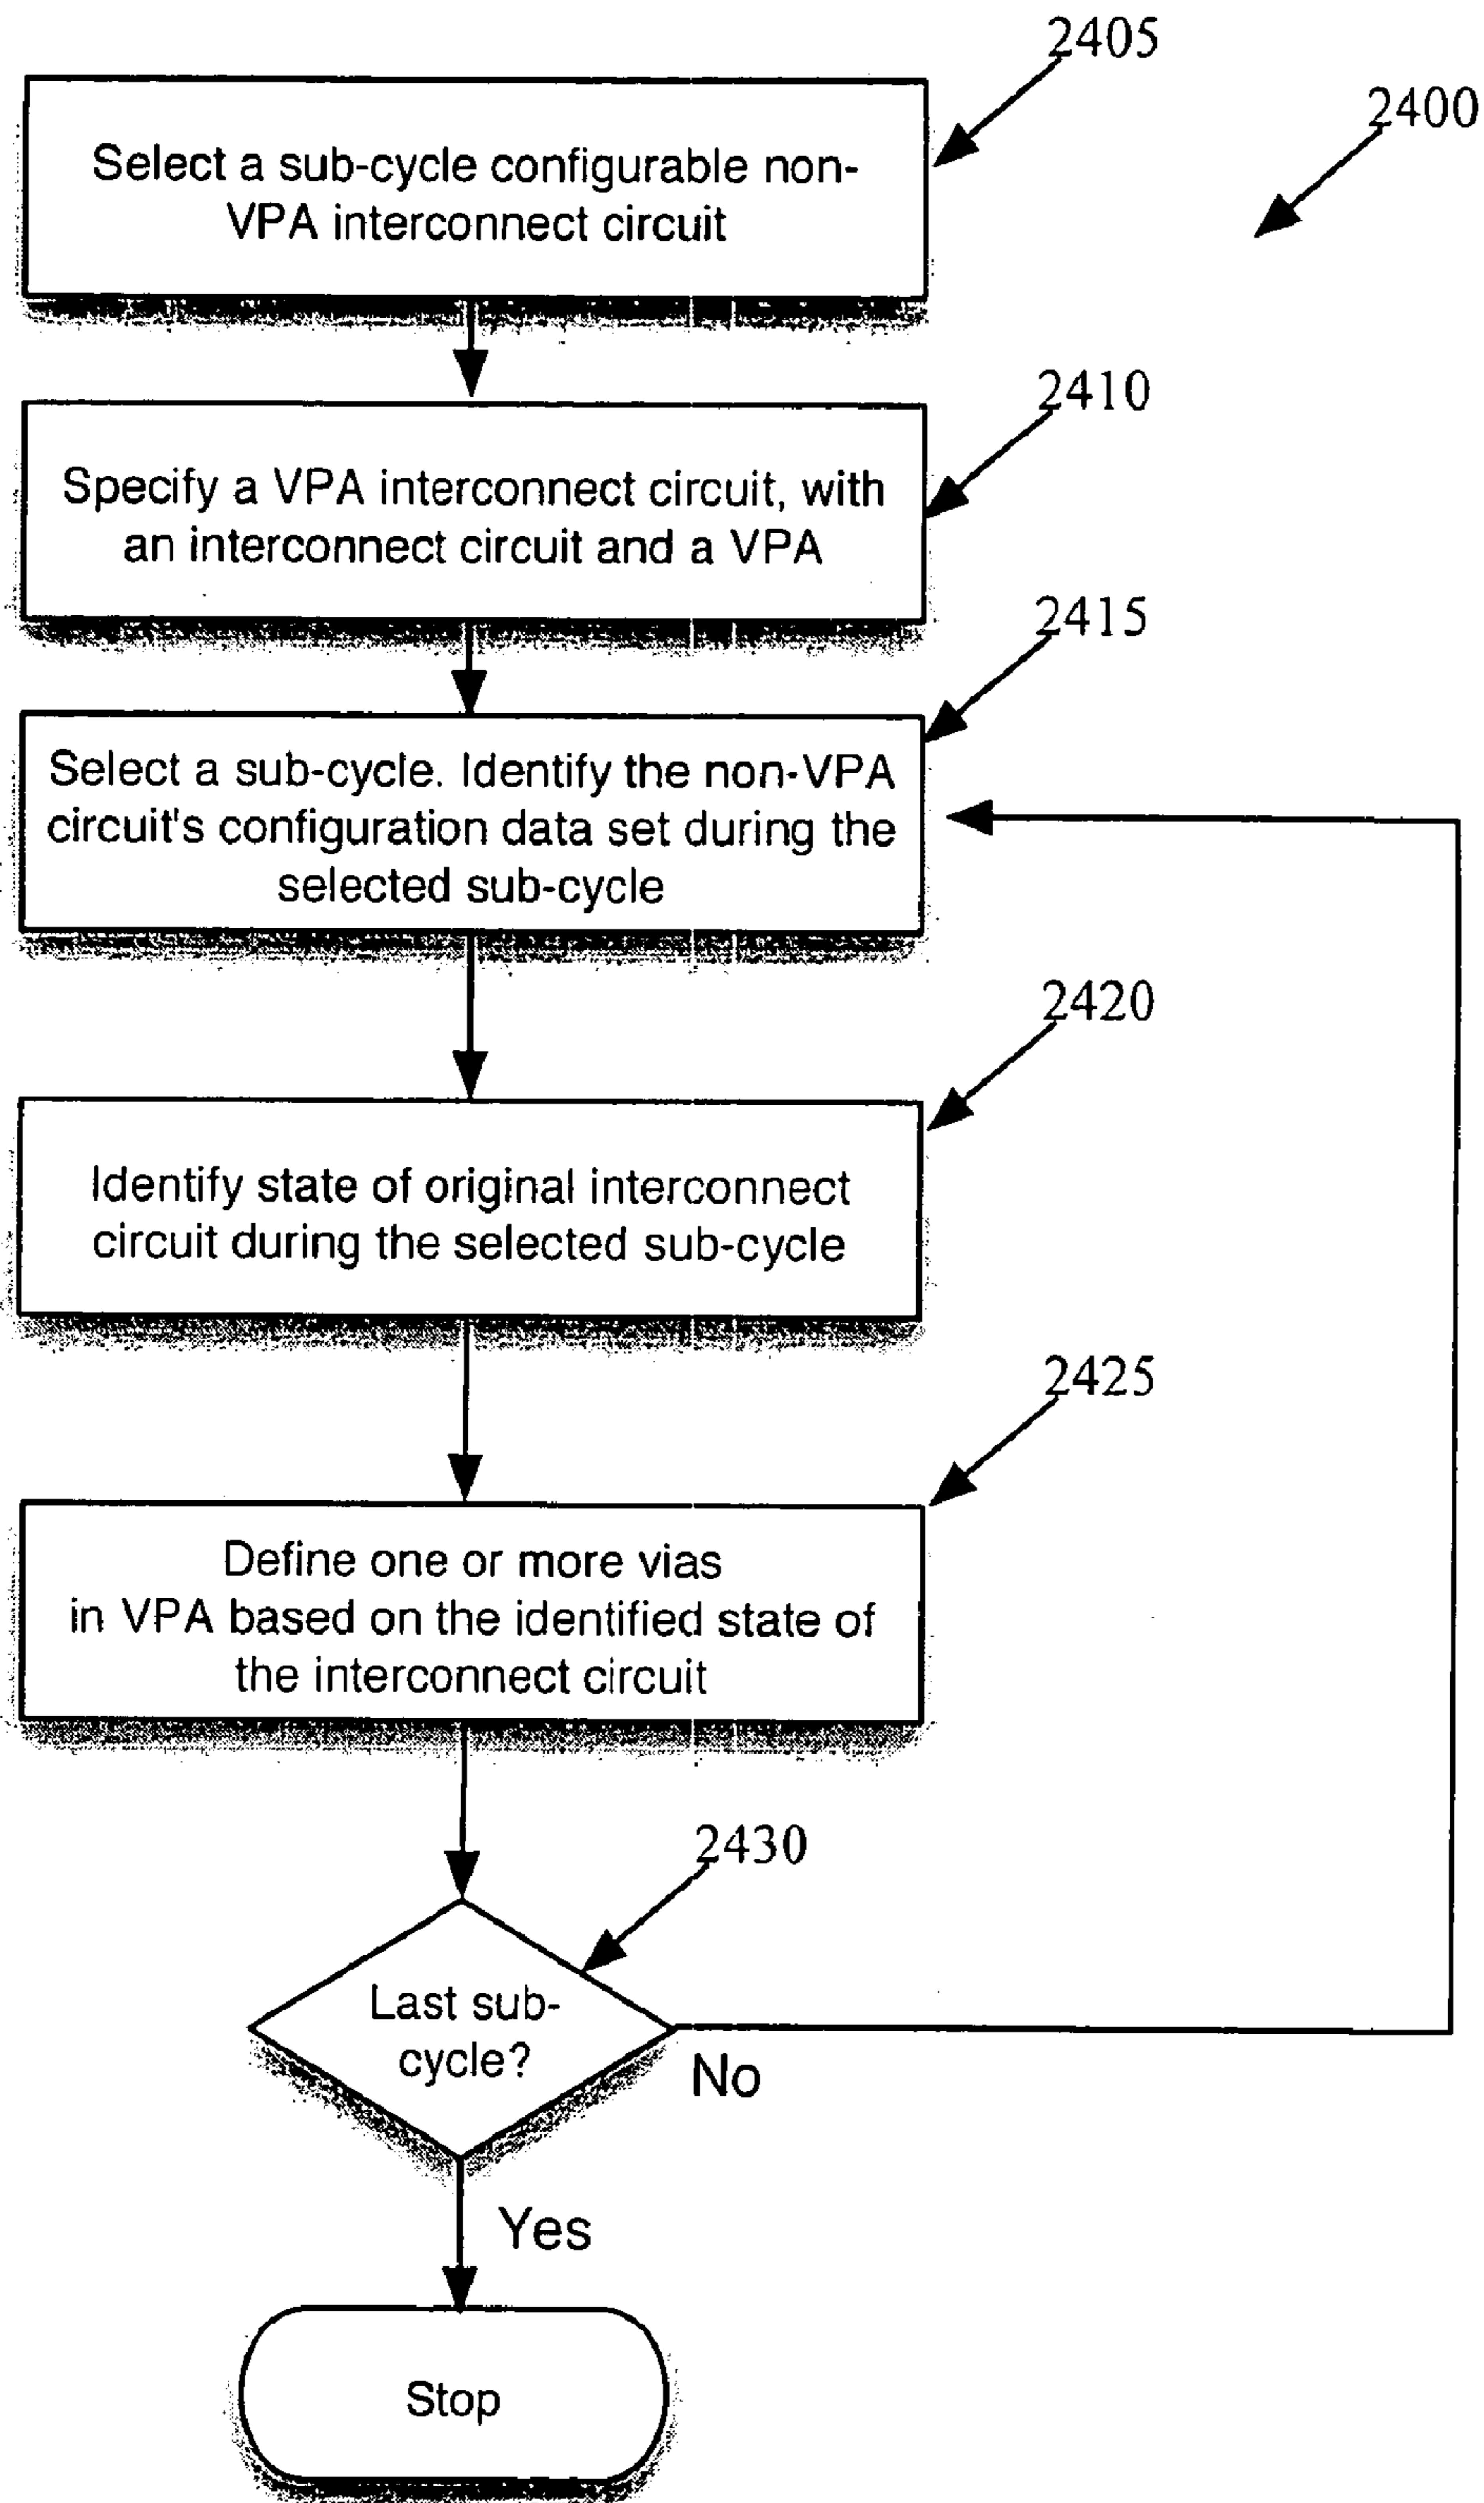 2405
2400
Select a sub-cycle configurable non-
VPA interconnect circuit
2410
Specify a VPA interconnect circuit, with
an interconnect circuit and a VPA
2415
Select a sub-cycle. Identify the non-VPA
circuit's configuration data set during the
selected sub-cycle
2420
Identify state of original interconnect
circuit during the selected sub-cycle
2425
Define one or more vias
in VPA based on the identified state of
the interconnect circuit
2430
Last sub-
cycle?
No
Yes
Stop